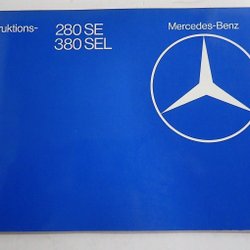 ruktions-
280 SE
380 SEL
Mercedes-Benz